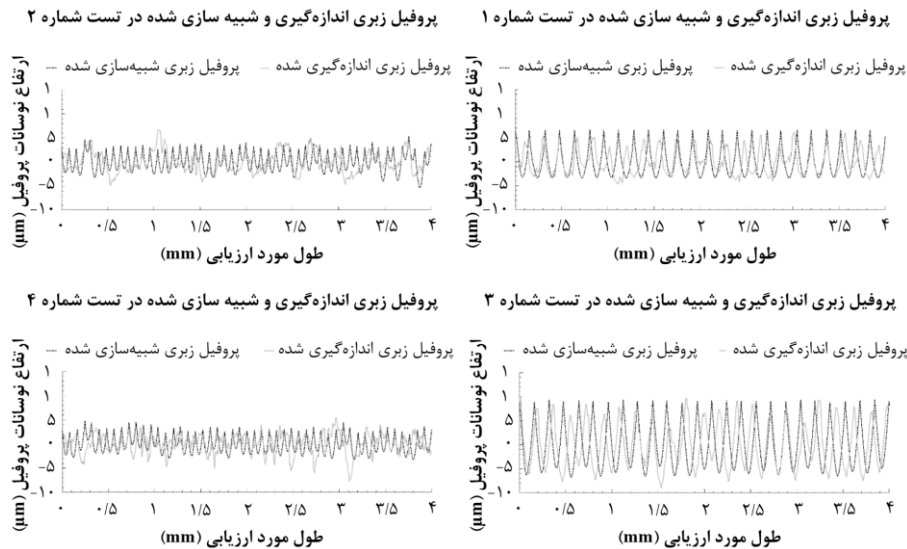 پروفیل زبری اندازه‌گیری و شبیه سازی شده در تست شماره ۱
پروفیل زبری اندازه‌گیری شده
پروفیل زبری شبیه‌سازی شده
ارتفاع نوسانات پروفیل (µm)
۱
۱
۵
۰
-۵
-۱۰
۰ ۰/۵ ۱ ۱/۵ ۲ ۲/۵ ۳ ۳/۵ ۴
طول مورد ارزیابی (mm)
پروفیل زبری اندازه‌گیری و شبیه سازی شده در تست شماره ۲
پروفیل زبری اندازه‌گیری شده
پروفیل زبری شبیه‌سازی شده
ارتفاع نوسانات پروفیل (µm)
۱
۱
۵
۰
-۵
-۱۰
۰ ۰/۵ ۱ ۱/۵ ۲ ۲/۵ ۳ ۳/۵ ۴
طول مورد ارزیابی (mm)
پروفیل زبری اندازه‌گیری و شبیه سازی شده در تست شماره ۳
پروفیل زبری اندازه‌گیری شده
پروفیل زبری شبیه‌سازی شده
ارتفاع نوسانات پروفیل (µm)
۱
۱
۵
۰
-۵
-۱۰
۰ ۰/۵ ۱ ۱/۵ ۲ ۲/۵ ۳ ۳/۵ ۴
طول مورد ارزیابی (mm)
پروفیل زبری اندازه‌گیری و شبیه سازی شده در تست شماره ۴
پروفیل زبری اندازه‌گیری شده
پروفیل زبری شبیه‌سازی شده
ارتفاع نوسانات پروفیل (µm)
۱
۱
۵
۰
-۵
-۱۰
۰ ۰/۵ ۱ ۱/۵ ۲ ۲/۵ ۳ ۳/۵ ۴
طول مورد ارزیابی (mm)